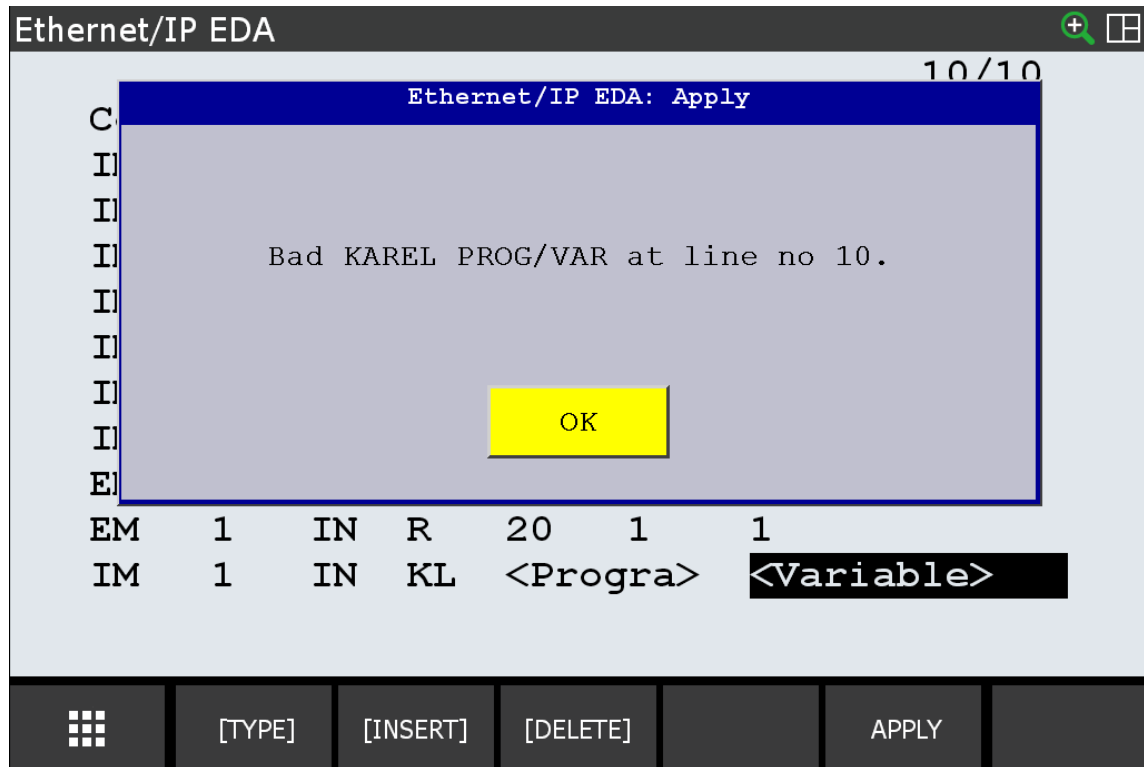 Ethernet/IP EDA
10/10
Ethernet/IP EDA: Apply
Bad KAREL PROG/VAR at line no 10.
OK
EM 1 IN R 20 1 1
IM 1 IN KL <Progra> <Variable>
[TYPE] [INSERT] [DELETE] APPLY